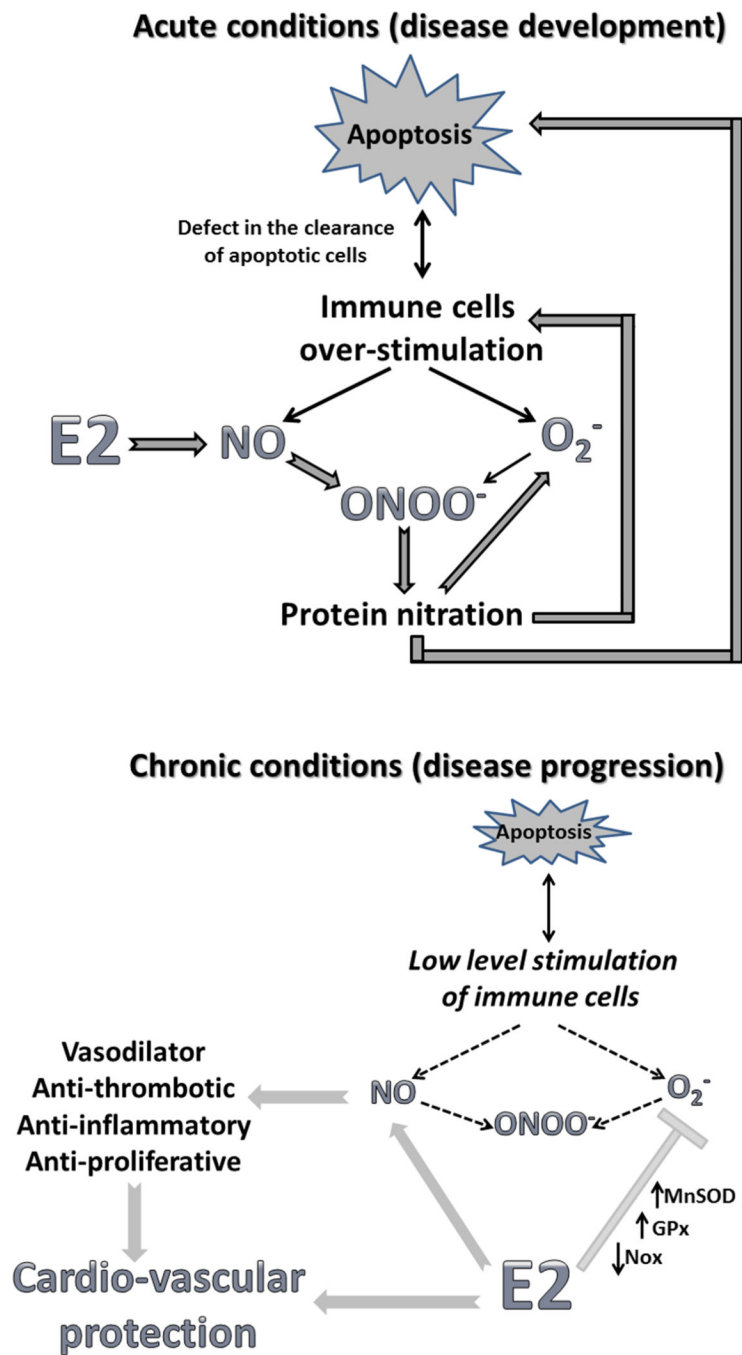 Acute conditions (disease development)
Apoptosis
Defect in the clearance
of apoptotic cells
Immune cells
over-stimulation
E2
NO
O₂⁻
ONOO⁻
Protein nitration
Chronic conditions (disease progression)
Apoptosis
Low level stimulation
of immune cells
Vasodilator
Anti-thrombotic
Anti-inflammatory
Anti-proliferative
NO
O₂⁻
ONOO⁻
↑MnSOD
↑GPx
↓Nox
E2
Cardio-vascular
protection